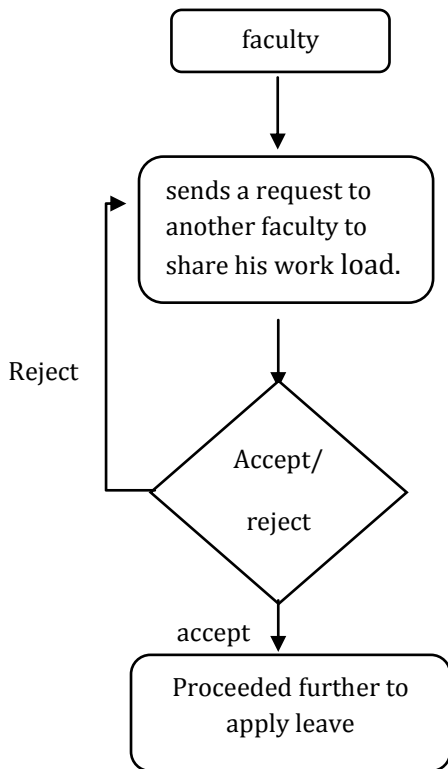 faculty
sends a request to
another faculty to
share his work load.
Reject
Accept/
reject
accept
Proceeded further to
apply leave